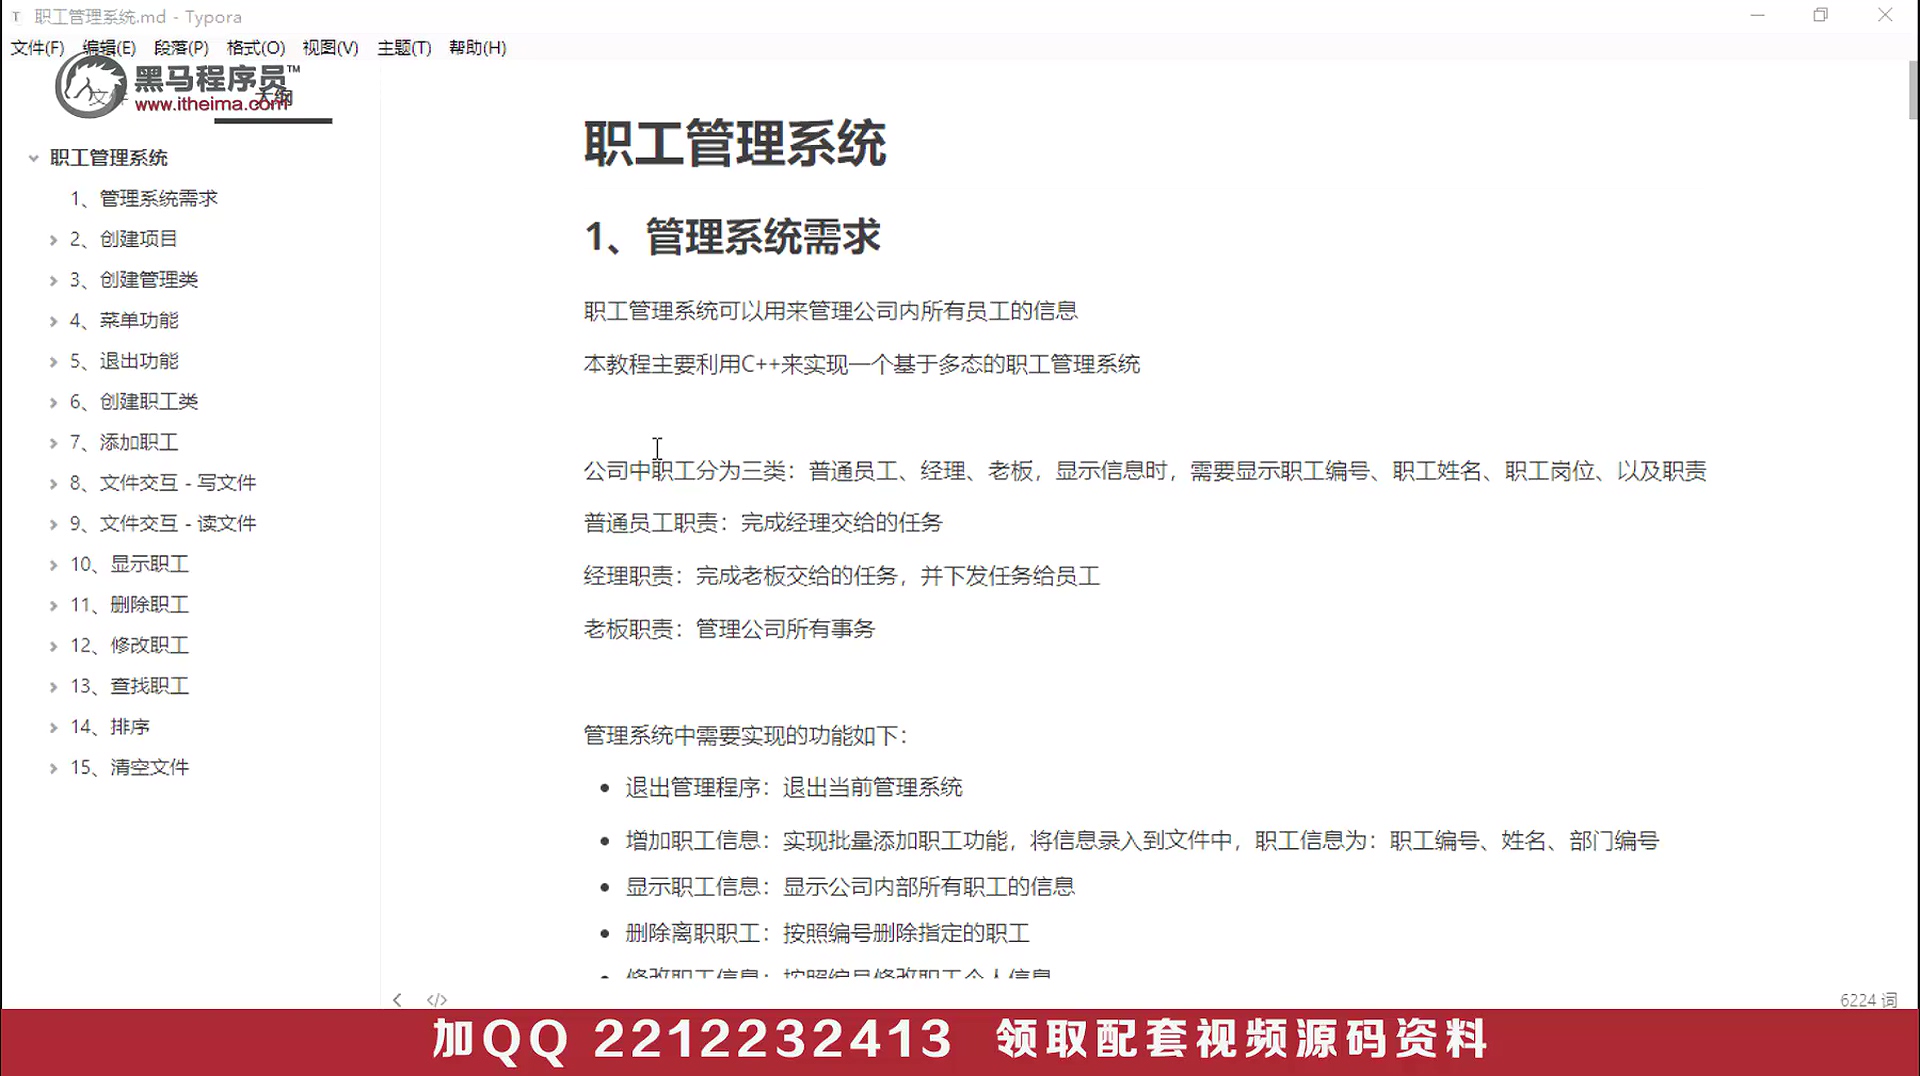 职工管理系统.md - Typora
文件(F) 编辑(E) 段落(P) 格式(O) 视图(V) 主题(T) 帮助(H)
黑马程序员™
www.itheima.com
文件 大纲
职工管理系统
1、管理系统需求
2、创建项目
3、创建管理类
4、菜单功能
5、退出功能
6、创建职工类
7、添加职工
8、文件交互 - 写文件
9、文件交互 - 读文件
10、显示职工
11、删除职工
12、修改职工
13、查找职工
14、排序
15、清空文件
职工管理系统
1、管理系统需求
职工管理系统可以用来管理公司内所有员工的信息
本教程主要利用C++来实现一个基于多态的职工管理系统
公司中职工分为三类：普通员工、经理、老板，显示信息时，需要显示职工编号、职工姓名、职工岗位、以及职责
普通员工职责：完成经理交给的任务
经理职责：完成老板交给的任务，并下发任务给员工
老板职责：管理公司所有事务
管理系统中需要实现的功能如下：
• 退出管理程序：退出当前管理系统
• 增加职工信息：实现批量添加职工功能，将信息录入到文件中，职工信息为：职工编号、姓名、部门编号
• 显示职工信息：显示公司内部所有职工的信息
• 删除离职职工：按照编号删除指定的职工
• 修改职工信息：按照编号修改职工个人信息
6224 词
加QQ 2212232413 领取配套视频源码资料